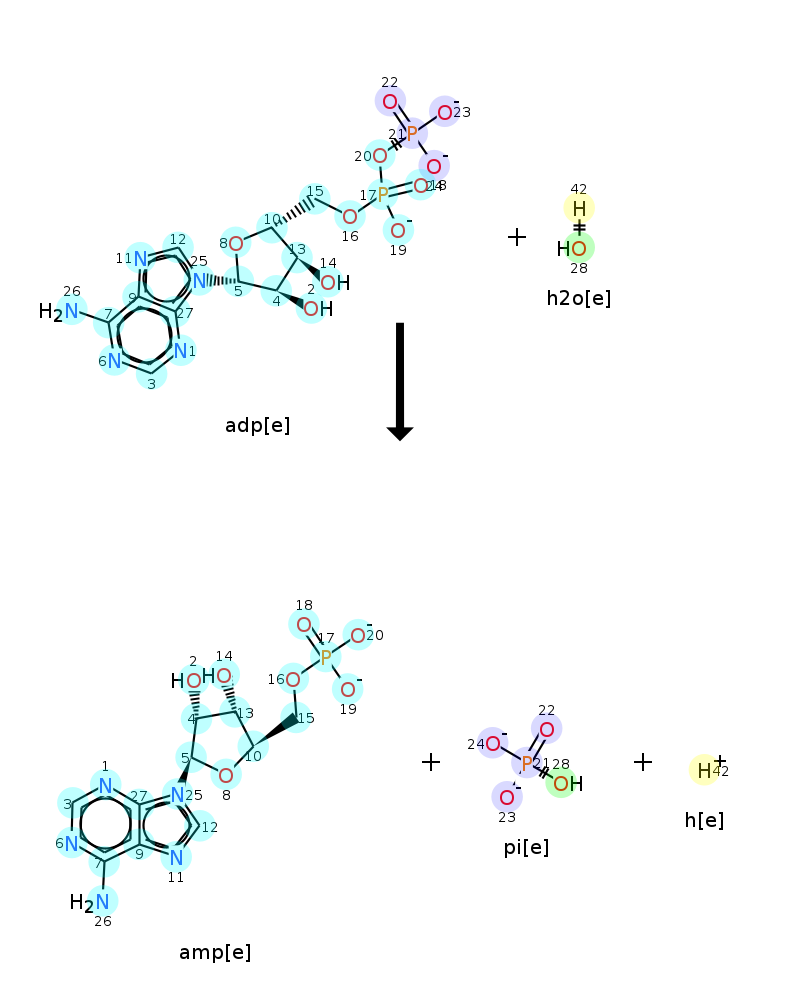 22
O
O-
23
21
P
20
O
O-
24
18
O
17
P
15
O
16
O-
19
42
H
+
HO
28
h2o[e]
10
8
O
13
14
OH
2
OH
5
4
12
11
N
25
N
9
27
26
H2N
7
6
N
N
1
3
adp[e]
18
O
17
P
O-
20
16
O
O-
19
15
2
HO
14
HO
4
13
10
5
O
8
1
N
27
N
25
3
12
6
N
9
N
11
7
H2N
26
amp[e]
+
22
O
24
O-
P
21
28
OH
O-
23
pi[e]
+
H+
42
h[e]